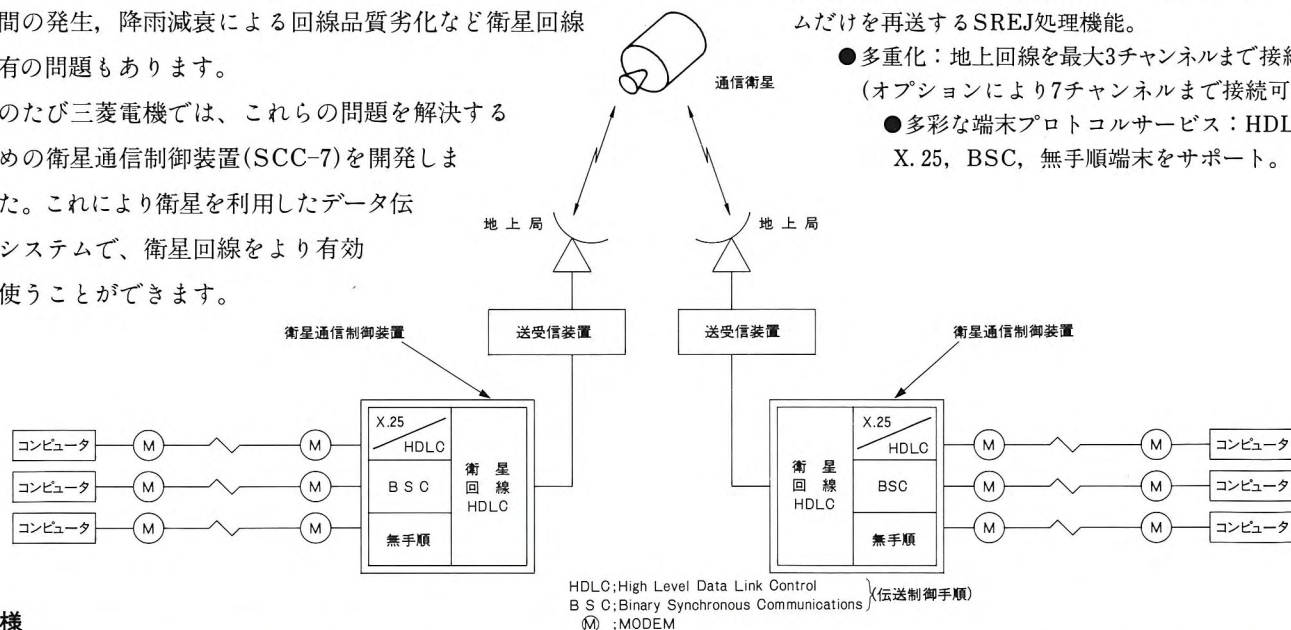 間の発生，降雨減衰による回線品質劣化など衛星回線
有の問題もあります。
のたび三菱電機では、これらの問題を解決する
めの衛星通信制御装置(SCC-7)を開発しま
た。これにより衛星を利用したデータ伝
システムで、衛星回線をより有効
使うことができます。
ムだけを再送するSREJ処理機能。
●多重化：地上回線を最大3チャンネルまで接続
(オプションにより7チャンネルまで接続可
●多彩な端末プロトコルサービス：HDL
X.25，BSC，無手順端末をサポート。
通信衛星
地上局
地上局
送受信装置
送受信装置
衛星通信制御装置
衛星通信制御装置
コンピュータ
M
M
X.25
HDLC
コンピュータ
M
M
BSC
コンピュータ
M
M
無手順
衛星
回線
HDLC
衛星
回線
HDLC
X.25
HDLC
M
M
コンピュータ
BSC
M
M
コンピュータ
無手順
M
M
コンピュータ
HDLC;High Level Data Link Control
BSC;Binary Synchronous Communications
(伝送制御手順)
Ⓜ ;MODEM
様